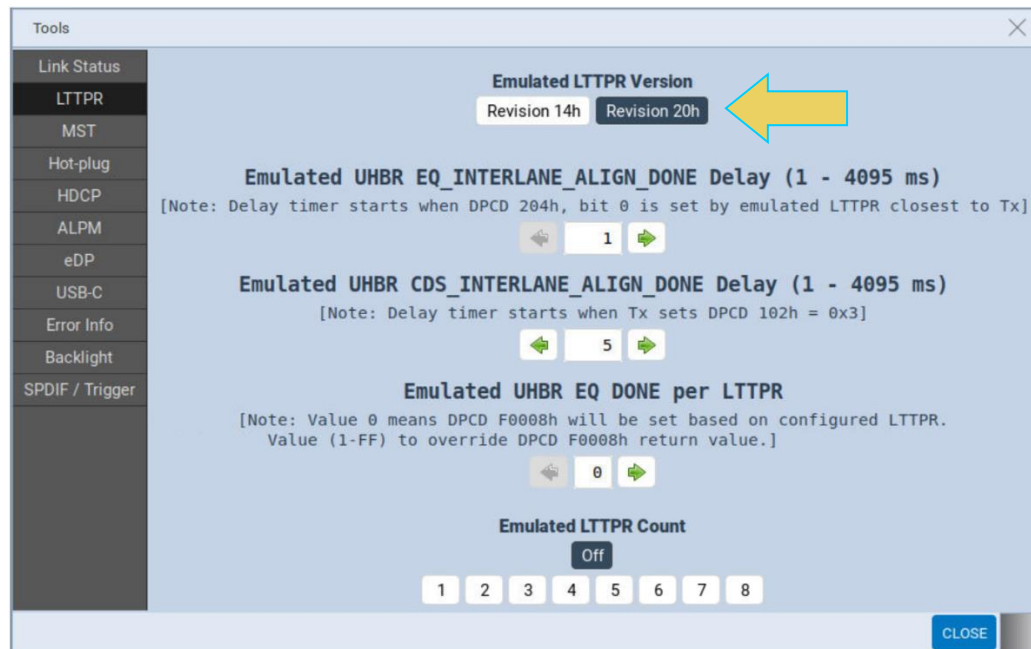 Tools
Link Status
LTTPR
MST
Hot-plug
HDCP
ALPM
eDP
USB-C
Error Info
Backlight
SPDIF / Trigger
Emulated LTTPR Version
Revision 14h Revision 20h
Emulated UHBR EQ_INTERLANE_ALIGN_DONE Delay (1 - 4095 ms)
[Note: Delay timer starts when DPCD 204h, bit 0 is set by emulated LTTPR closest to Tx]
1
Emulated UHBR CDS_INTERLANE_ALIGN_DONE Delay (1 - 4095 ms)
[Note: Delay timer starts when Tx sets DPCD 102h = 0x3]
5
Emulated UHBR EQ DONE per LTTPR
[Note: Value 0 means DPCD F0008h will be set based on configured LTTPR.
Value (1-FF) to override DPCD F0008h return value.]
0
Emulated LTTPR Count
Off
1 2 3 4 5 6 7 8
CLOSE